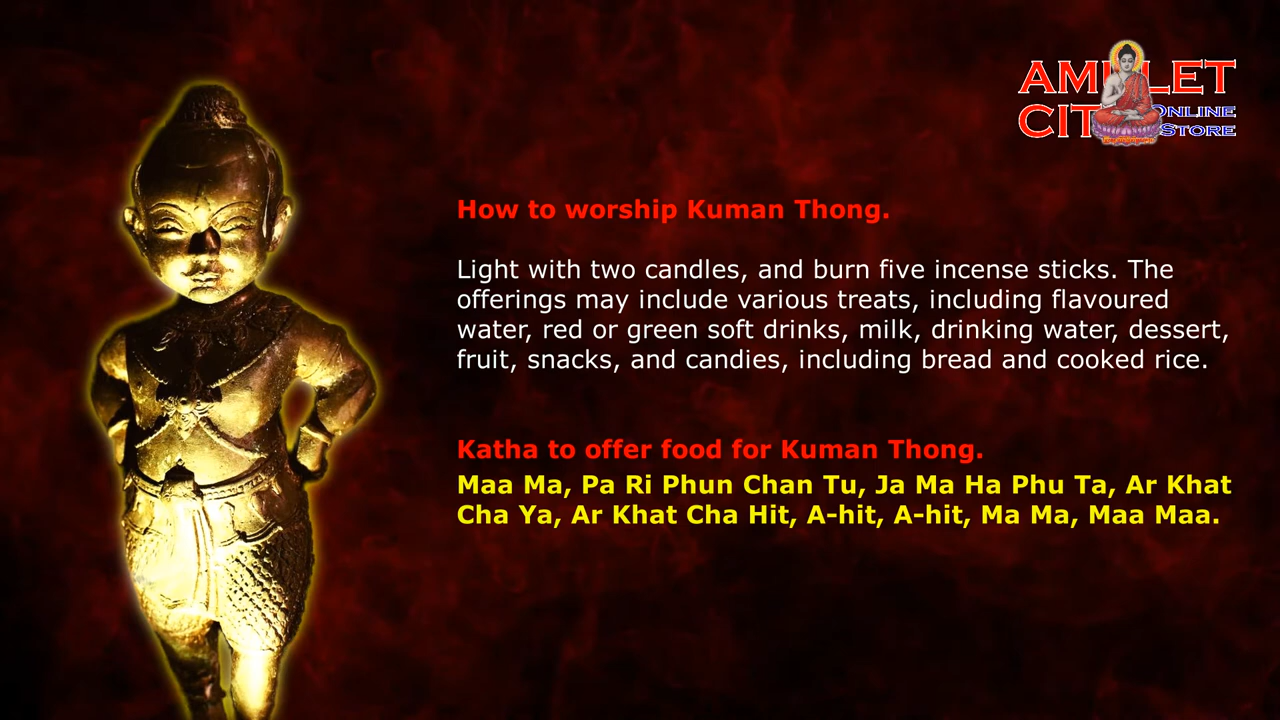 AMULET
CITY ONLINE
STORE
How to worship Kuman Thong.
Light with two candles, and burn five incense sticks. The
offerings may include various treats, including flavoured
water, red or green soft drinks, milk, drinking water, dessert,
fruit, snacks, and candies, including bread and cooked rice.
Katha to offer food for Kuman Thong.
Maa Ma, Pa Ri Phun Chan Tu, Ja Ma Ha Phu Ta, Ar Khat
Cha Ya, Ar Khat Cha Hit, A-hit, A-hit, Ma Ma, Maa Maa.